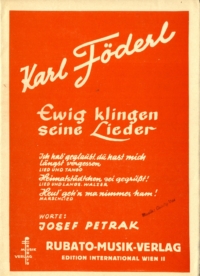 Karl Föderl
Ewig klingen
seine Lieder
Ich hab' geglaubt, du hast mich
längst vergessen
LIED UND TANGO
Heimatstädtchen sei gegrüßt!
LIED UND LANGS. WALZER
Heut' geh'n ma nimmer ham!
MARSCHLIED
WORTE:
JOSEF PETRAK
RUBATO-MUSIK-VERLAG
EDITION INTERNATIONAL WIEN II